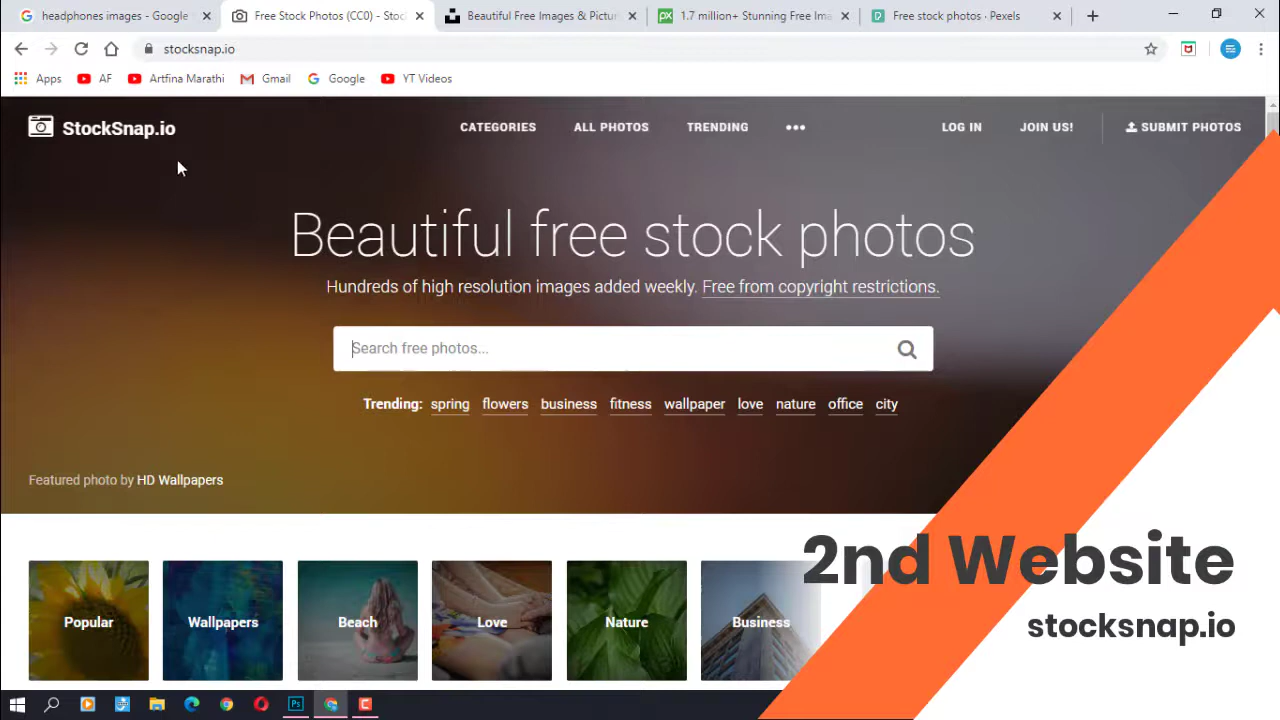 headphones images - Google
Free Stock Photos (CC0) - Stoc
Beautiful Free Images & Pictur
1.7 million+ Stunning Free Ima
Free stock photos · Pexels
stocksnap.io
Apps
AF
Artfina Marathi
Gmail
Google
YT Videos
StockSnap.io
CATEGORIES
ALL PHOTOS
TRENDING
LOG IN
JOIN US!
SUBMIT PHOTOS
Beautiful free stock photos
Hundreds of high resolution images added weekly. Free from copyright restrictions.
Search free photos...
Trending: spring flowers business fitness wallpaper love nature office city
Featured photo by HD Wallpapers
2nd Website
stocksnap.io
Popular
Wallpapers
Beach
Love
Nature
Business
Ps